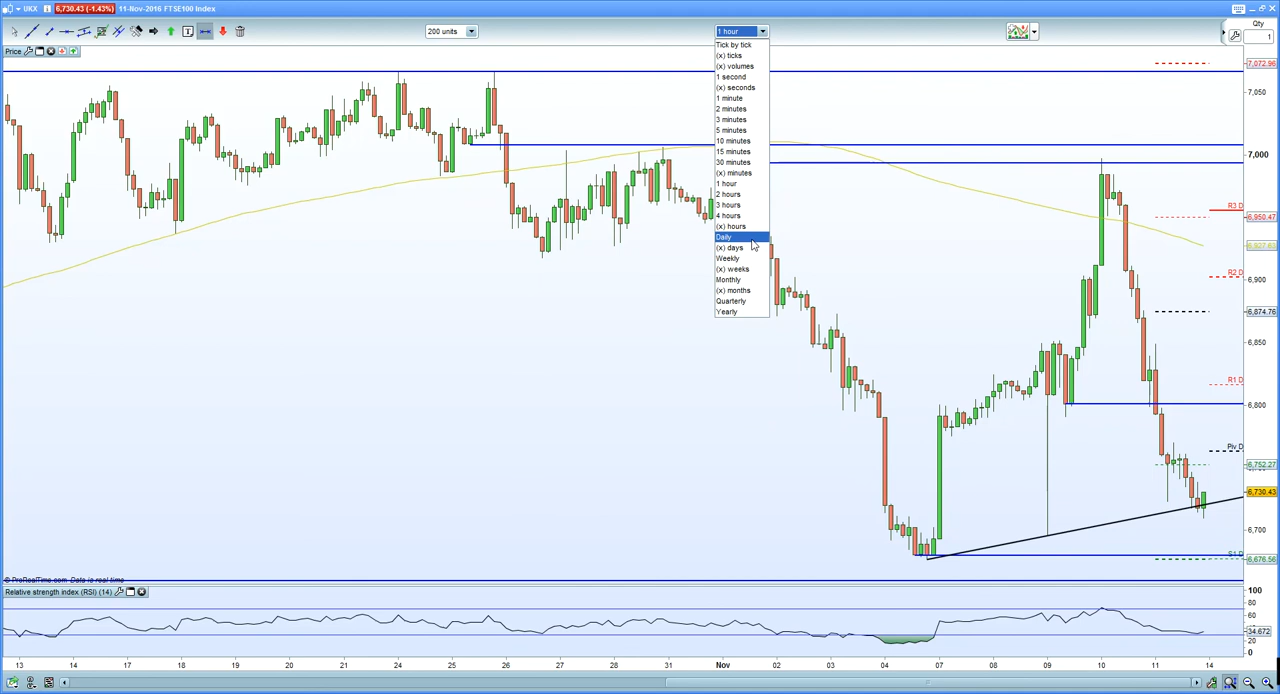 UKX 6,730.43 (-1.43%) 11-Nov-2016 FTSE100 Index
200 units
1 hour
Qty
1
Price
Tick by tick
(x) ticks
(x) volumes
1 second
(x) seconds
1 minute
2 minutes
3 minutes
5 minutes
10 minutes
15 minutes
30 minutes
(x) minutes
1 hour
2 hours
3 hours
4 hours
(x) hours
Daily
(x) days
Weekly
(x) weeks
Monthly
(x) months
Quarterly
Yearly
7,072.96
7,050
7,000
R3 D
6,950.47
6,927.63
R2 D
6,900
6,874.76
6,850
R1 D
6,800
Piv D
6,752.27
6,730.43
6,700
S1 D
6,676.56
© ProRealTime.com Data is real time
Relative strength index (RSI) (14)
100
80
60
34.672
20
0
13 14 17 18 19 20 21 24 25 26 27 28 31 Nov 02 03 04 07 08 09 10 11 14